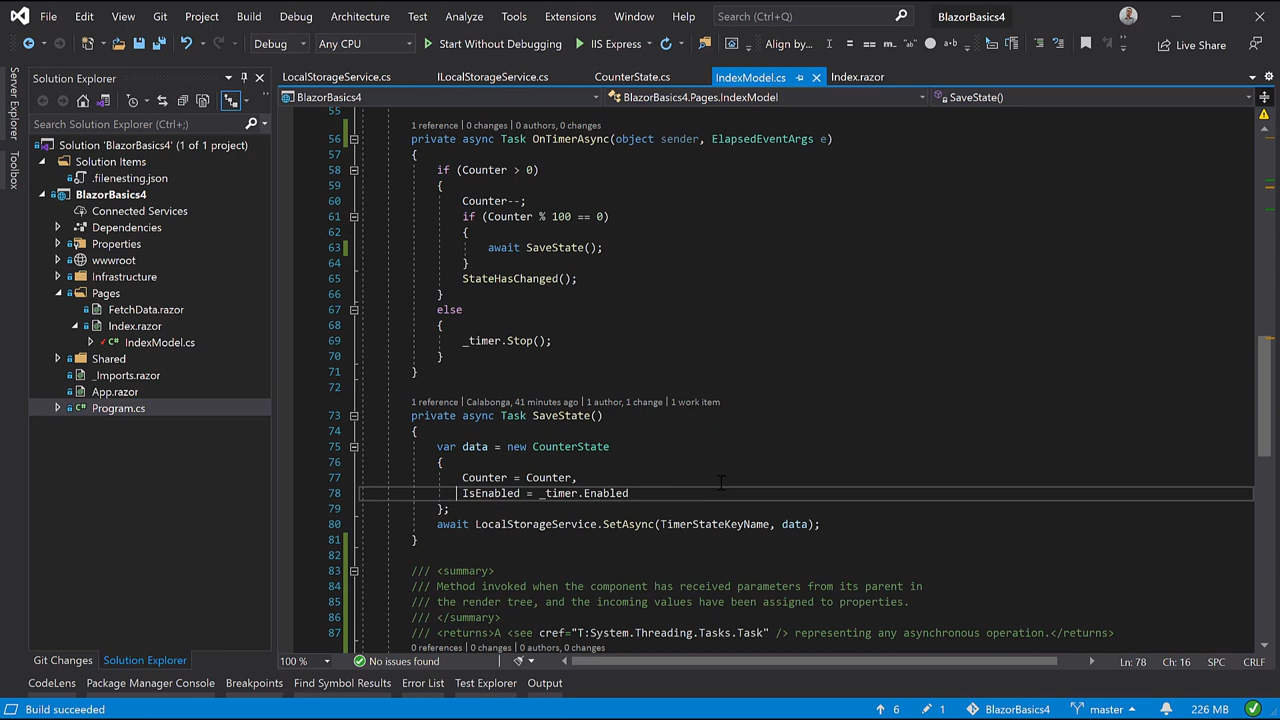 File Edit View Git Project Build Debug Architecture Test Analyze Tools Extensions Window Help Search (Ctrl+Q) BlazorBasics4
Debug Any CPU Start Without Debugging IIS Express Align by... Live Share
Server Explorer
Toolbox
Solution Explorer
Search Solution Explorer (Ctrl+;)
Solution 'BlazorBasics4' (1 of 1 project)
Solution Items
.filenesting.json
BlazorBasics4
Connected Services
Dependencies
Properties
wwwroot
Infrastructure
Pages
FetchData.razor
Index.razor
IndexModel.cs
Shared
_Imports.razor
App.razor
Program.cs
Git Changes Solution Explorer
LocalStorageService.cs ILocalStorageService.cs CounterState.cs IndexModel.cs Index.razor
BlazorBasics4 BlazorBasics4.Pages.IndexModel SaveState()
55
1 reference | 0 changes | 0 authors, 0 changes
56 private async Task OnTimerAsync(object sender, ElapsedEventArgs e)
57 {
58 if (Counter > 0)
59 {
60 Counter--;
61 if (Counter % 100 == 0)
62 {
63 await SaveState();
64 }
65 StateHasChanged();
66 }
67 else
68 {
69 _timer.Stop();
70 }
71 }
72
1 reference | Calabonga, 41 minutes ago | 1 author, 1 change | 1 work item
73 private async Task SaveState()
74 {
75 var data = new CounterState
76 {
77 Counter = Counter,
78 IsEnabled = _timer.Enabled
79 };
80 await LocalStorageService.SetAsync(TimerStateKeyName, data);
81 }
82
83 /// <summary>
84 /// Method invoked when the component has received parameters from its parent in
85 /// the render tree, and the incoming values have been assigned to properties.
86 /// </summary>
87 /// <returns>A <see cref="T:System.Threading.Tasks.Task" /> representing any asynchronous operation.</returns>
0 references | 0 changes | 0 authors, 0 changes
100 % No issues found Ln: 78 Ch: 16 SPC CRLF
CodeLens Package Manager Console Breakpoints Find Symbol Results Error List Test Explorer Output
Build succeeded 6 1 BlazorBasics4 master 226 MB